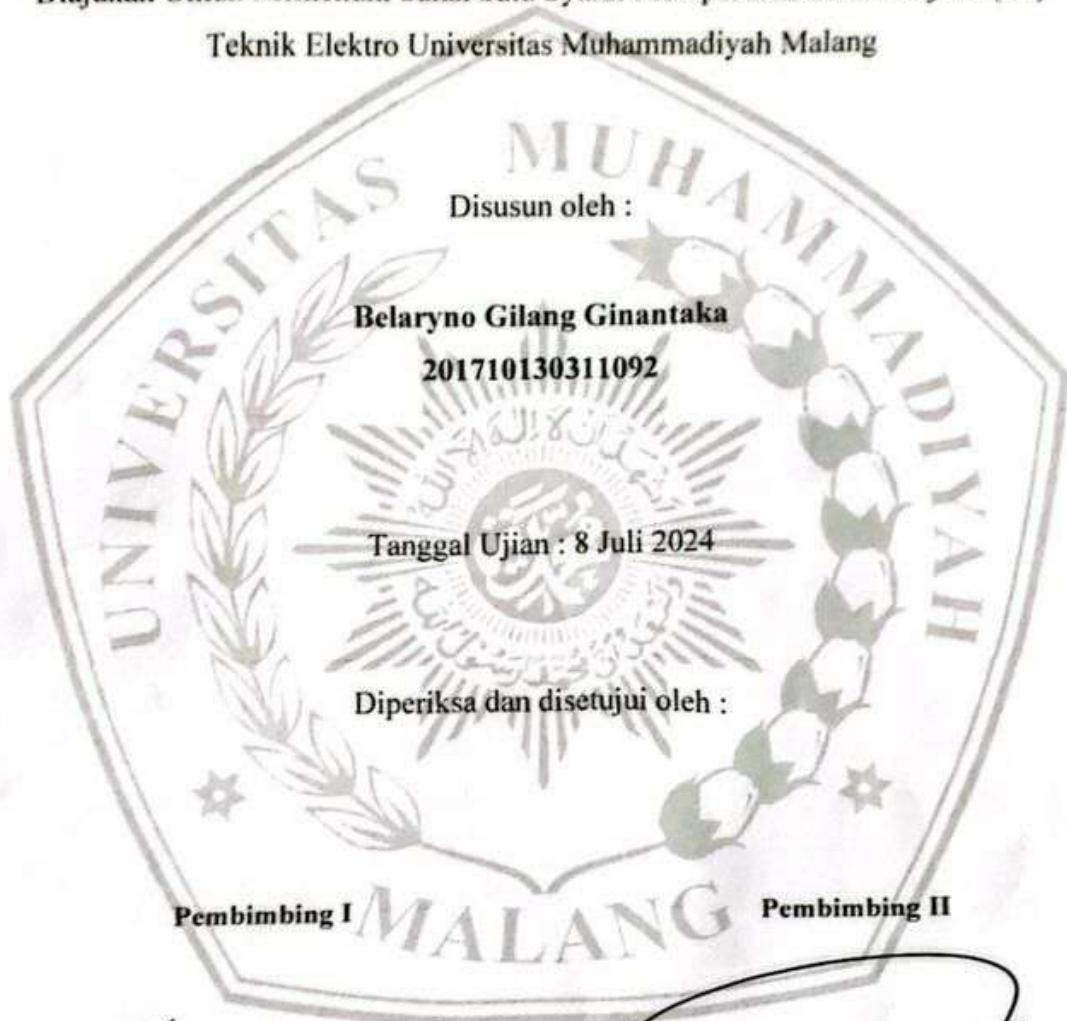 Teknik Elektro Universitas Muhammadiyah Malang
UNIVERSITAS MUHAMMADIYAH
Disusun oleh :
Belaryno Gilang Ginantaka
201710130311092
Tanggal Ujian : 8 Juli 2024
Diperiksa dan disetujui oleh :
Pembimbing I
Pembimbing II
MALANG